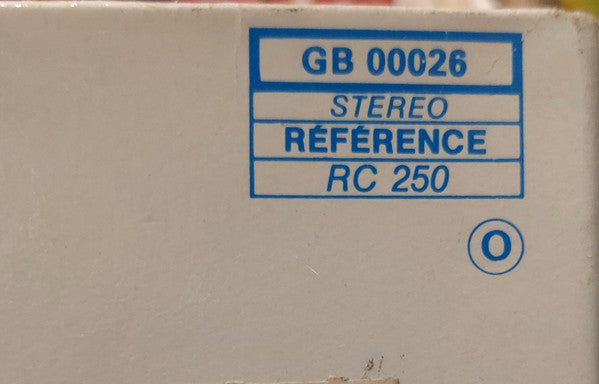 GB 00026
STEREO
RÉFÉRENCE
RC 250
O